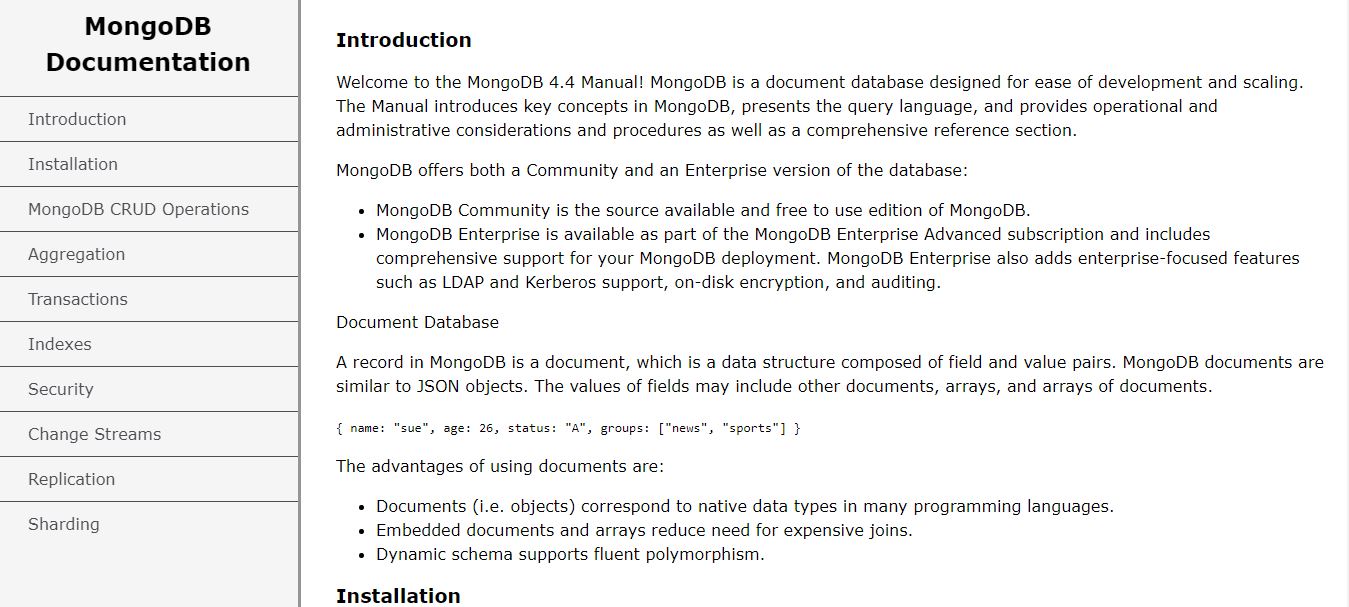 MongoDB
Documentation
Introduction
Installation
MongoDB CRUD Operations
Aggregation
Transactions
Indexes
Security
Change Streams
Replication
Sharding
Introduction
Welcome to the MongoDB 4.4 Manual! MongoDB is a document database designed for ease of development and scaling.
The Manual introduces key concepts in MongoDB, presents the query language, and provides operational and
administrative considerations and procedures as well as a comprehensive reference section.
MongoDB offers both a Community and an Enterprise version of the database:
• MongoDB Community is the source available and free to use edition of MongoDB.
• MongoDB Enterprise is available as part of the MongoDB Enterprise Advanced subscription and includes
comprehensive support for your MongoDB deployment. MongoDB Enterprise also adds enterprise-focused features
such as LDAP and Kerberos support, on-disk encryption, and auditing.
Document Database
A record in MongoDB is a document, which is a data structure composed of field and value pairs. MongoDB documents are
similar to JSON objects. The values of fields may include other documents, arrays, and arrays of documents.
{ name: "sue", age: 26, status: "A", groups: ["news", "sports"] }
The advantages of using documents are:
• Documents (i.e. objects) correspond to native data types in many programming languages.
• Embedded documents and arrays reduce need for expensive joins.
• Dynamic schema supports fluent polymorphism.
Installation